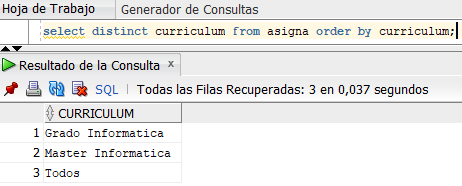 Hoja de Trabajo Generador de Consultas
select distinct curriculum from asigna order by curriculum;
Resultado de la Consulta x
SQL | Todas las Filas Recuperadas: 3 en 0,037 segundos
CURRICULUM
1 Grado Informatica
2 Master Informatica
3 Todos